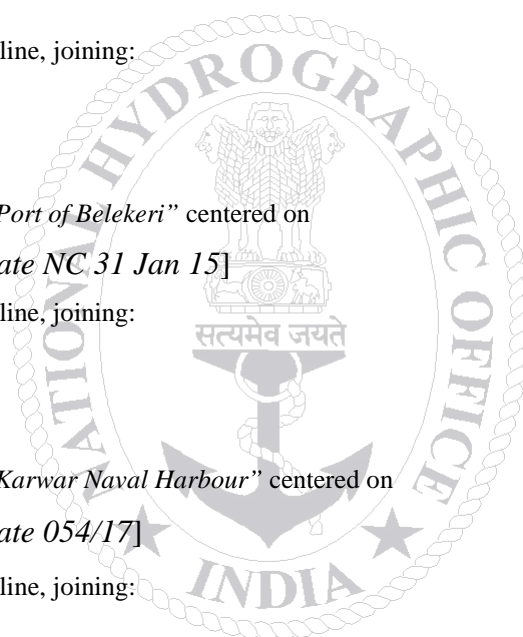 line, joining:
Port of Belekeri” centered on
ate NC 31 Jan 15]
line, joining:
Karwar Naval Harbour” centered on
ate 054/17]
line, joining:
NATIONAL HYDROGRAPHIC OFFICE
सत्यमेव जयते
INDIA